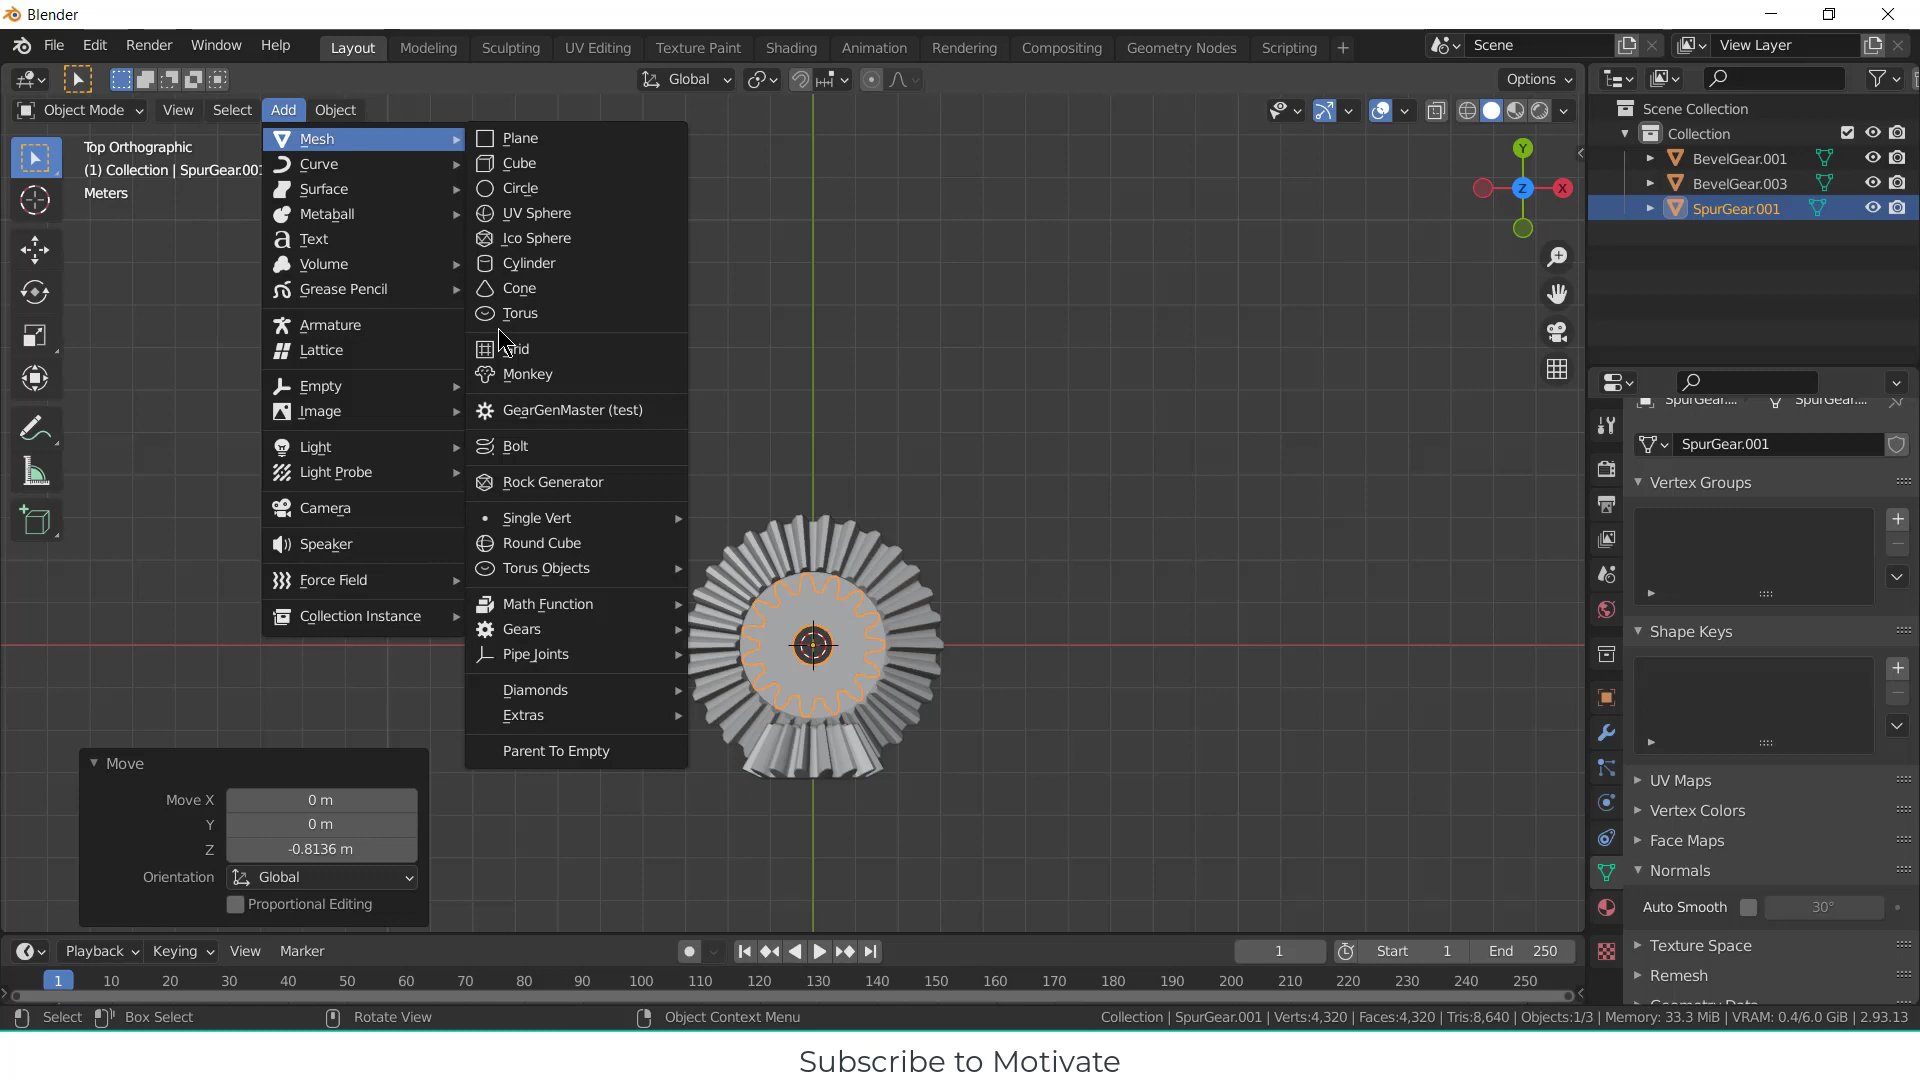 Blender
File Edit Render Window Help Layout Modeling Sculpting UV Editing Texture Paint Shading Animation Rendering Compositing Geometry Nodes Scripting + Scene View Layer
Global Options
Object Mode View Select Add Object
Top Orthographic
(1) Collection | SpurGear.001
Meters
Mesh
Curve
Surface
Metaball
Text
Volume
Grease Pencil
Armature
Lattice
Empty
Image
Light
Light Probe
Camera
Speaker
Force Field
Collection Instance
Plane
Cube
Circle
UV Sphere
Ico Sphere
Cylinder
Cone
Torus
Monkey
GearGenMaster (test)
Bolt
Rock Generator
Single Vert
Round Cube
Torus Objects
Math Function
Gears
Pipe Joints
Diamonds
Extras
Parent To Empty
Y
Z X
Scene Collection
Collection
BevelGear.001
BevelGear.003
SpurGear.001
SpurGear.... SpurGear....
SpurGear.001
Vertex Groups
Shape Keys
UV Maps
Vertex Colors
Face Maps
Normals
Auto Smooth 30°
Texture Space
Remesh
Move
Move X 0 m
Y 0 m
Z -0.8136 m
Orientation Global
Proportional Editing
Playback Keying View Marker 1 Start 1 End 250
1 10 20 30 40 50 60 70 80 90 100 110 120 130 140 150 160 170 180 190 200 210 220 230 240 250
Select Box Select Rotate View Object Context Menu Collection | SpurGear.001 | Verts:4,320 | Faces:4,320 | Tris:8,640 | Objects:1/3 | Memory: 33.3 MiB | VRAM: 0.4/6.0 GiB | 2.93.13
Subscribe to Motivate